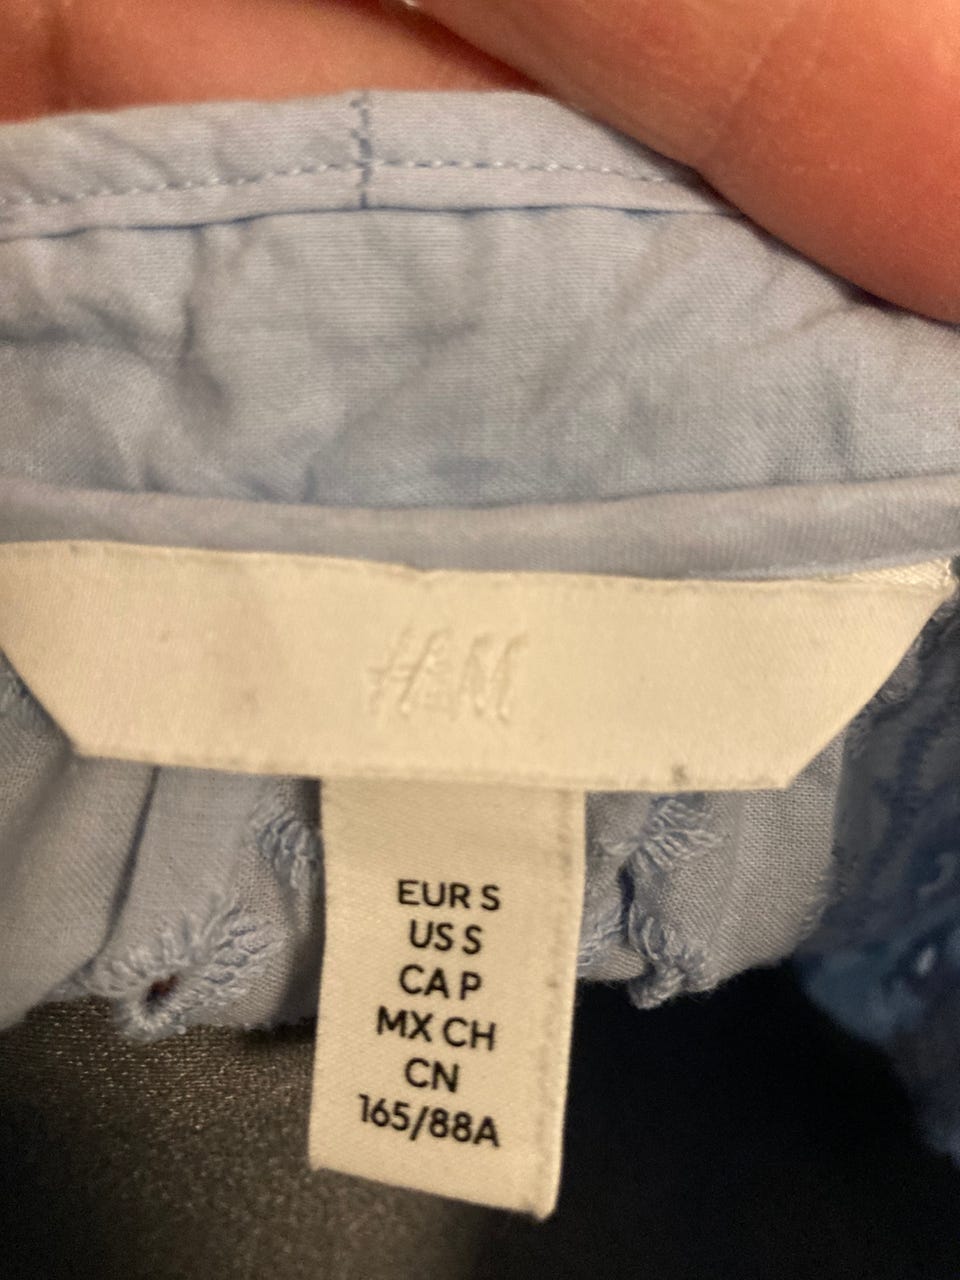 H&M
EUR S
US S
CA P
MX CH
CN
165/88A